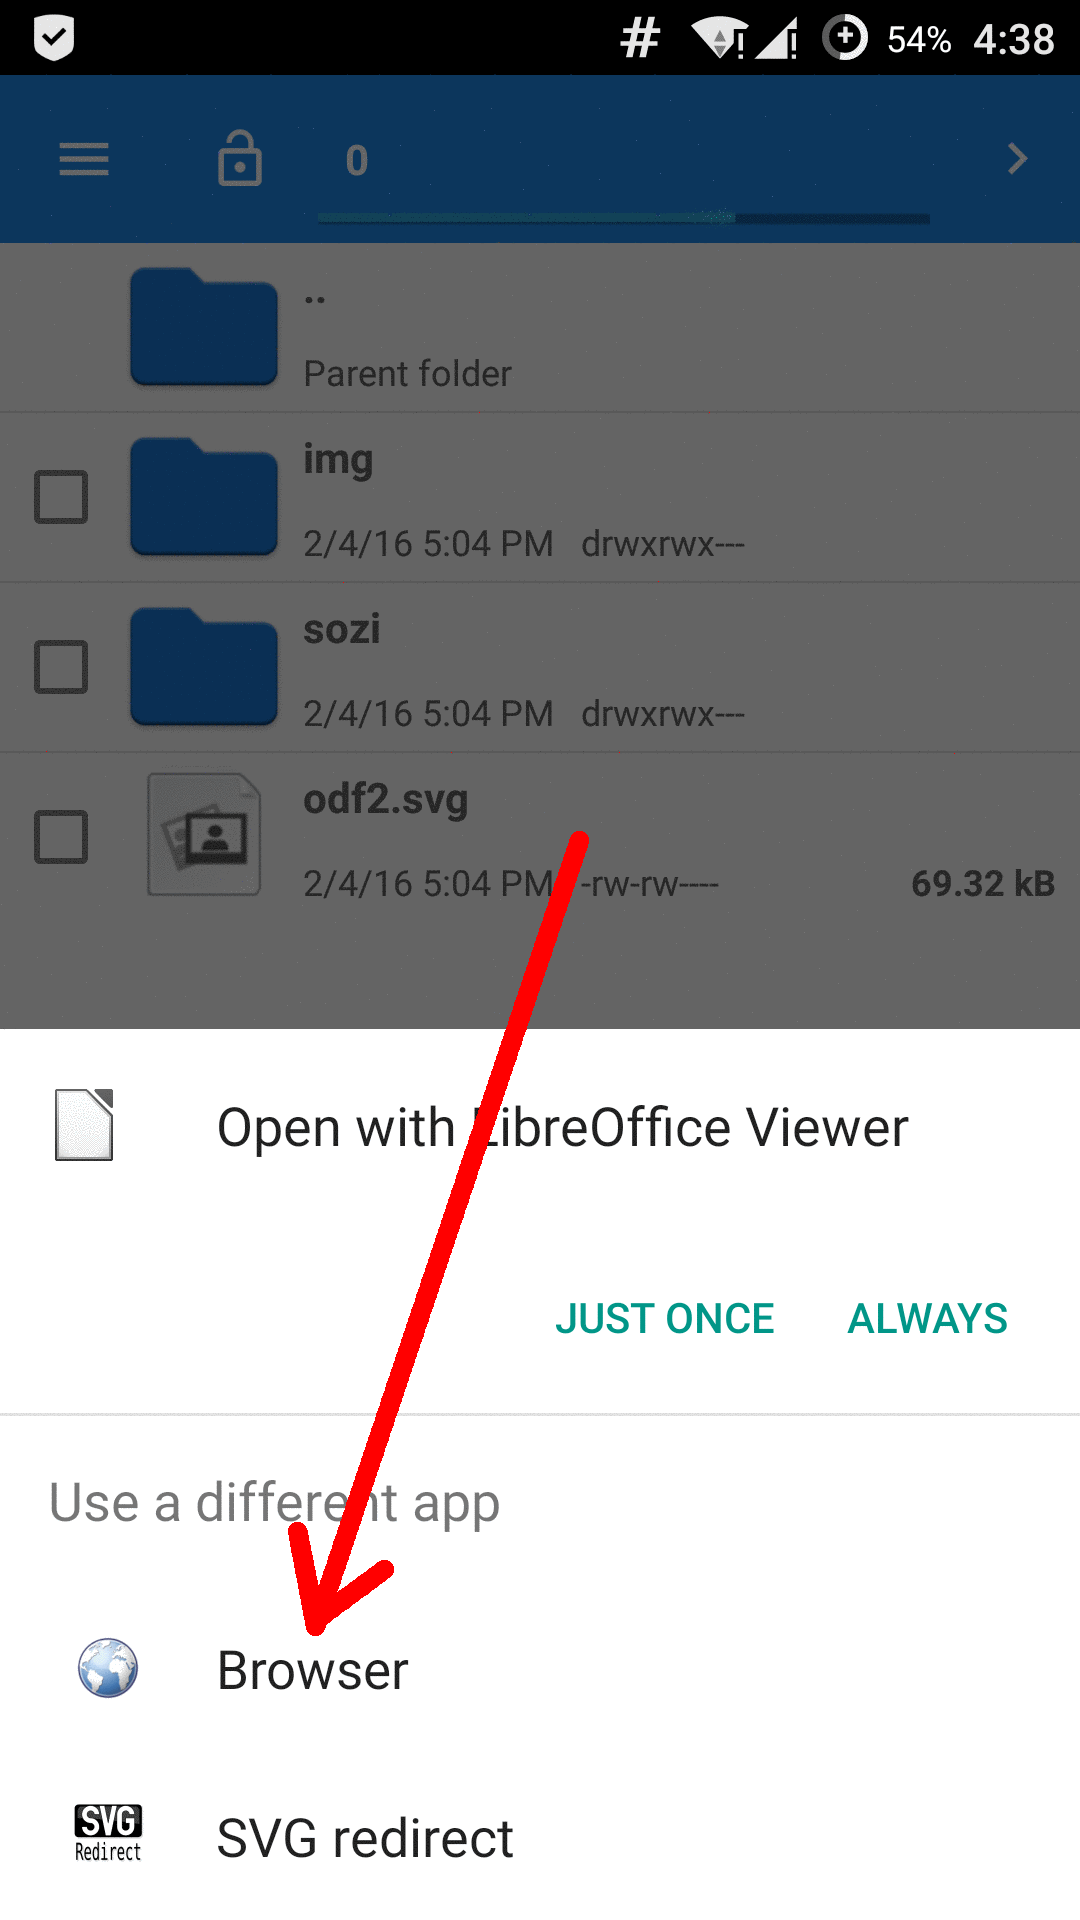 # 54% 4:38
0
..
Parent folder
img
2/4/16 5:04 PM drwxrwx---
sozi
2/4/16 5:04 PM drwxrwx---
odf2.svg
2/4/16 5:04 PM -rw-rw---- 69.32 kB
Open with LibreOffice Viewer
JUST ONCE ALWAYS
Use a different app
Browser
SVG
Redirect
SVG redirect